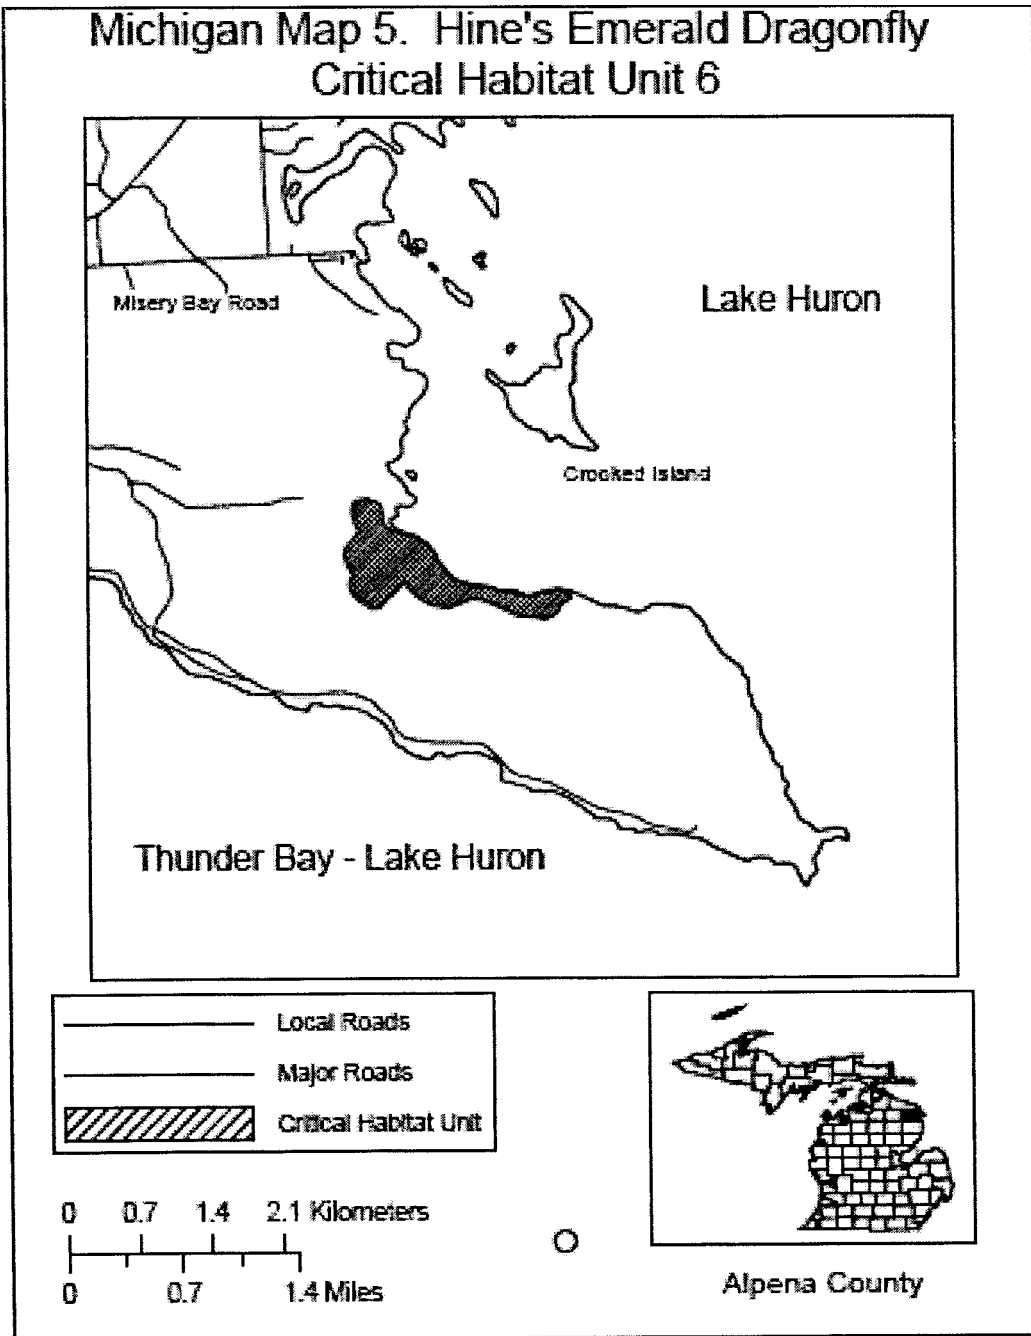 Michigan Map 5. Hine's Emerald Dragonfly
Critical Habitat Unit 6
Misery Bay Road
Lake Huron
Crooked Island
Thunder Bay - Lake Huron
Local Roads
Major Roads
Critical Habitat Unit
0 0.7 1.4 2.1 Kilometers
0 0.7 1.4 Miles
Alpena County